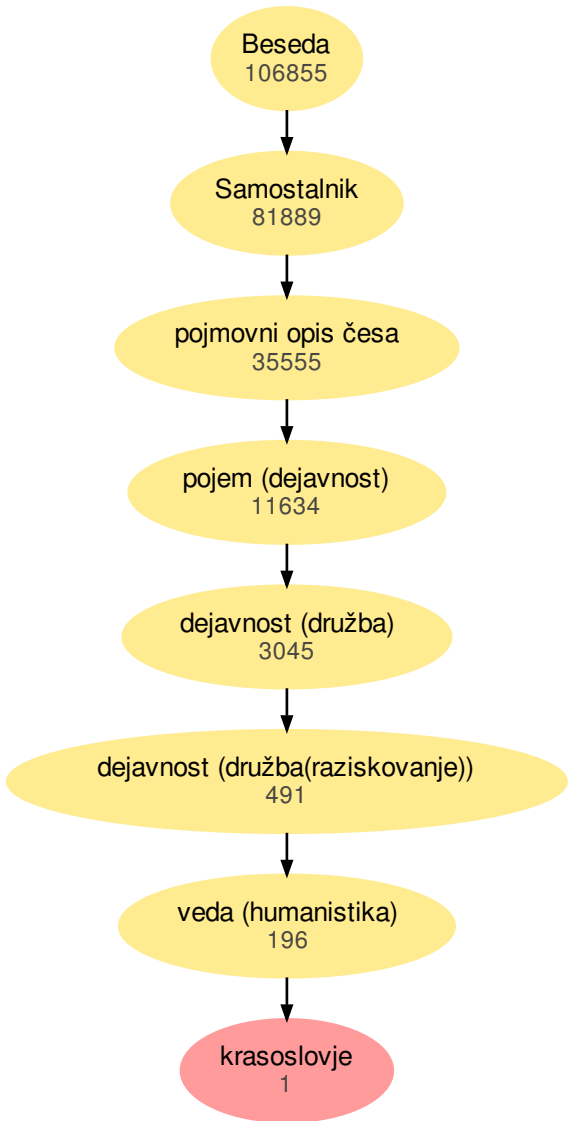 Beseda
106855
Samostalnik
81889
pojmovni opis česa
35555
pojem (dejavnost)
11634
dejavnost (družba)
3045
dejavnost (družba(raziskovanje))
491
veda (humanistika)
196
krasoslovje
1